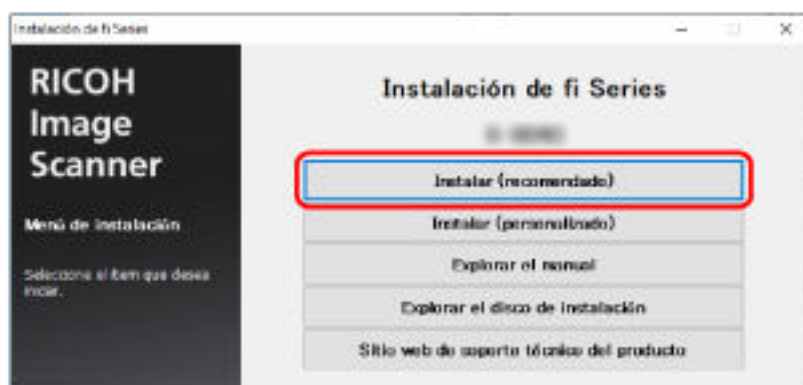 Instalación de fi Series
RICOH
Image
Scanner
Menú de instalación
Seleccione el ítem que desea
iniciar.
Instalación de fi Series
Instalar (recomendado)
Instalar (personalizado)
Explorar el manual
Explorar el disco de instalación
Sitio web de soporte técnico del producto